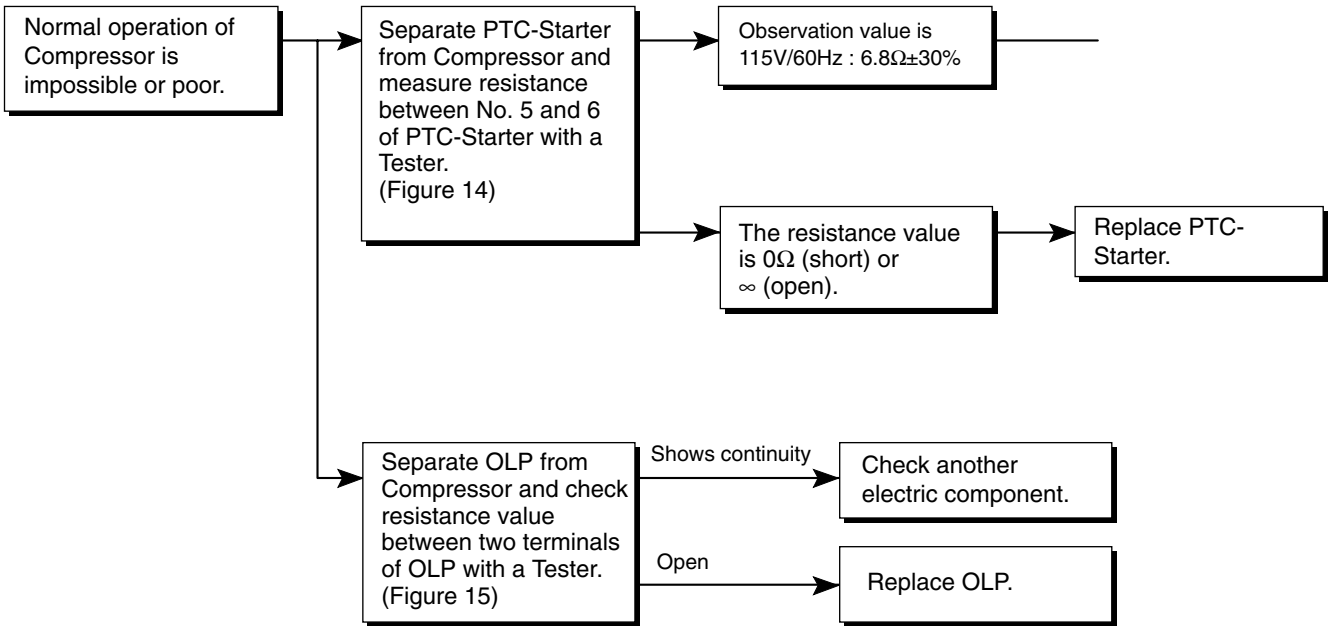 Normal operation of
Compressor is
impossible or poor.
Separate PTC-Starter
from Compressor and
measure resistance
between No. 5 and 6
of PTC-Starter with a
Tester.
(Figure 14)
Observation value is
115V/60Hz : 6.8Ω±30%
The resistance value
is 0Ω (short) or
∞ (open).
Replace PTC-
Starter.
Separate OLP from
Compressor and check
resistance value
between two terminals
of OLP with a Tester.
(Figure 15)
Shows continuity
Check another
electric component.
Open
Replace OLP.